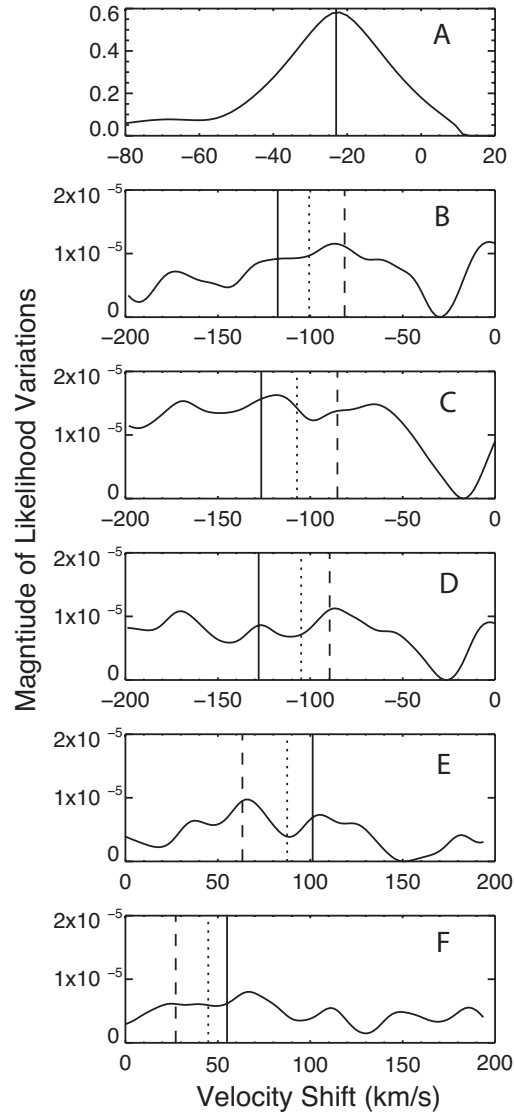 Magntiude of Likelihood Variations
0.6
0.4
0.2
0.0
A
−80 −60 −40 −20 0 20
2x10 -5
1x10 -5
0
B
−200 −150 −100 −50 0
2x10 -5
1x10 -5
0
C
−200 −150 −100 −50 0
2x10 -5
1x10 -5
0
D
−200 −150 −100 −50 0
2x10 -5
1x10 -5
0
E
0 50 100 150 200
2x10 -5
1x10 -5
0
F
0 50 100 150 200
Velocity Shift (km/s)